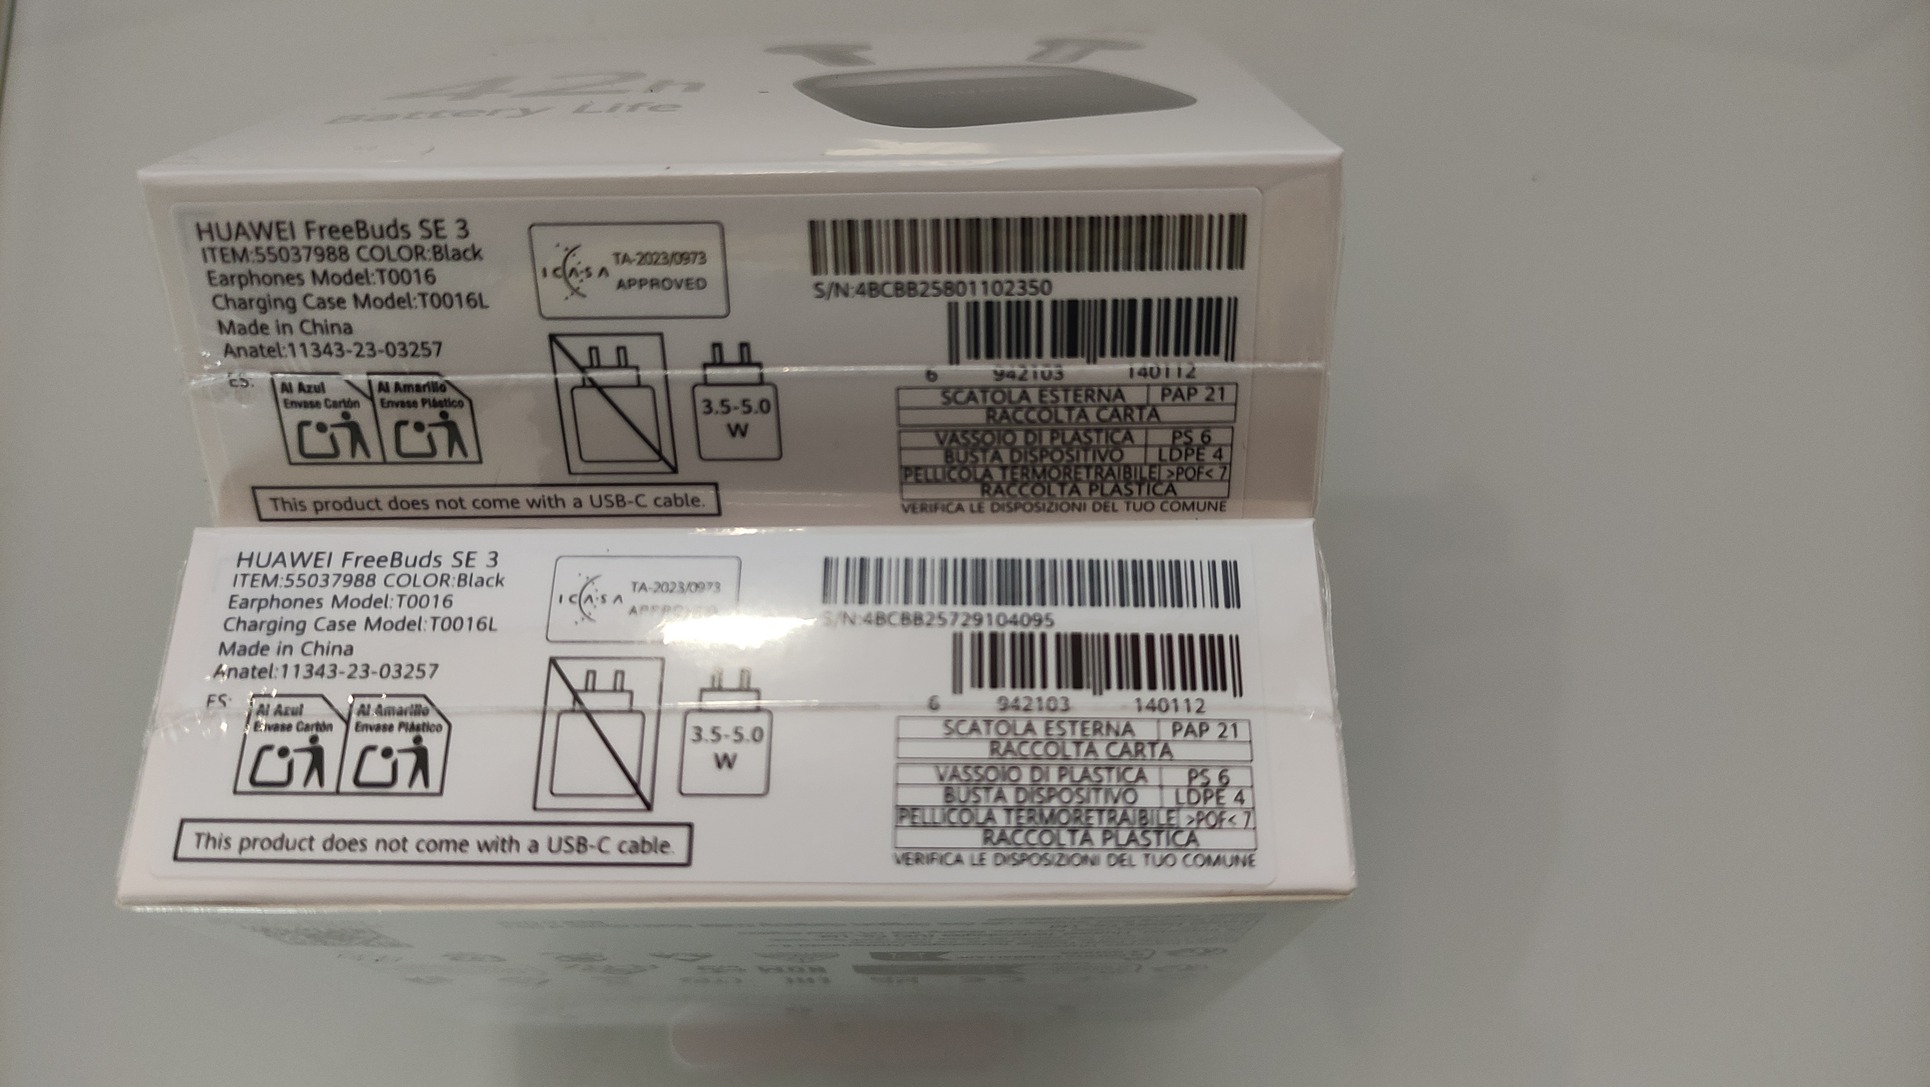 42h
Battery Life
HUAWEI FreeBuds SE 3
ITEM:55037988 COLOR:Black
Earphones Model:T0016
Charging Case Model:T0016L
Made in China
Anatel:11343-23-03257
ES:
Al Azul
Envase Cartón
Al Amarillo
Envase Plástico
This product does not come with a USB-C cable.
ICASA
TA-2023/0973
APPROVED
3.5-5.0
W
S/N:4BCBB25801102350
6 942103 140112
SCATOLA ESTERNA PAP 21
RACCOLTA CARTA
VASSOIO DI PLASTICA PS 6
BUSTA DISPOSITIVO LDPE 4
PELLICOLA TERMORETRAIBILE >POF< 7
RACCOLTA PLASTICA
VERIFICA LE DISPOSIZIONI DEL TUO COMUNE
HUAWEI FreeBuds SE 3
ITEM:55037988 COLOR:Black
Earphones Model:T0016
Charging Case Model:T0016L
Made in China
Anatel:11343-23-03257
ES:
Al Azul
Envase Cartón
Al Amarillo
Envase Plástico
This product does not come with a USB-C cable.
ICASA
TA-2023/0973
APPROVED
3.5-5.0
W
S/N:4BCBB25729104095
6 942103 140112
SCATOLA ESTERNA PAP 21
RACCOLTA CARTA
VASSOIO DI PLASTICA PS 6
BUSTA DISPOSITIVO LDPE 4
PELLICOLA TERMORETRAIBILE >POF< 7
RACCOLTA PLASTICA
VERIFICA LE DISPOSIZIONI DEL TUO COMUNE